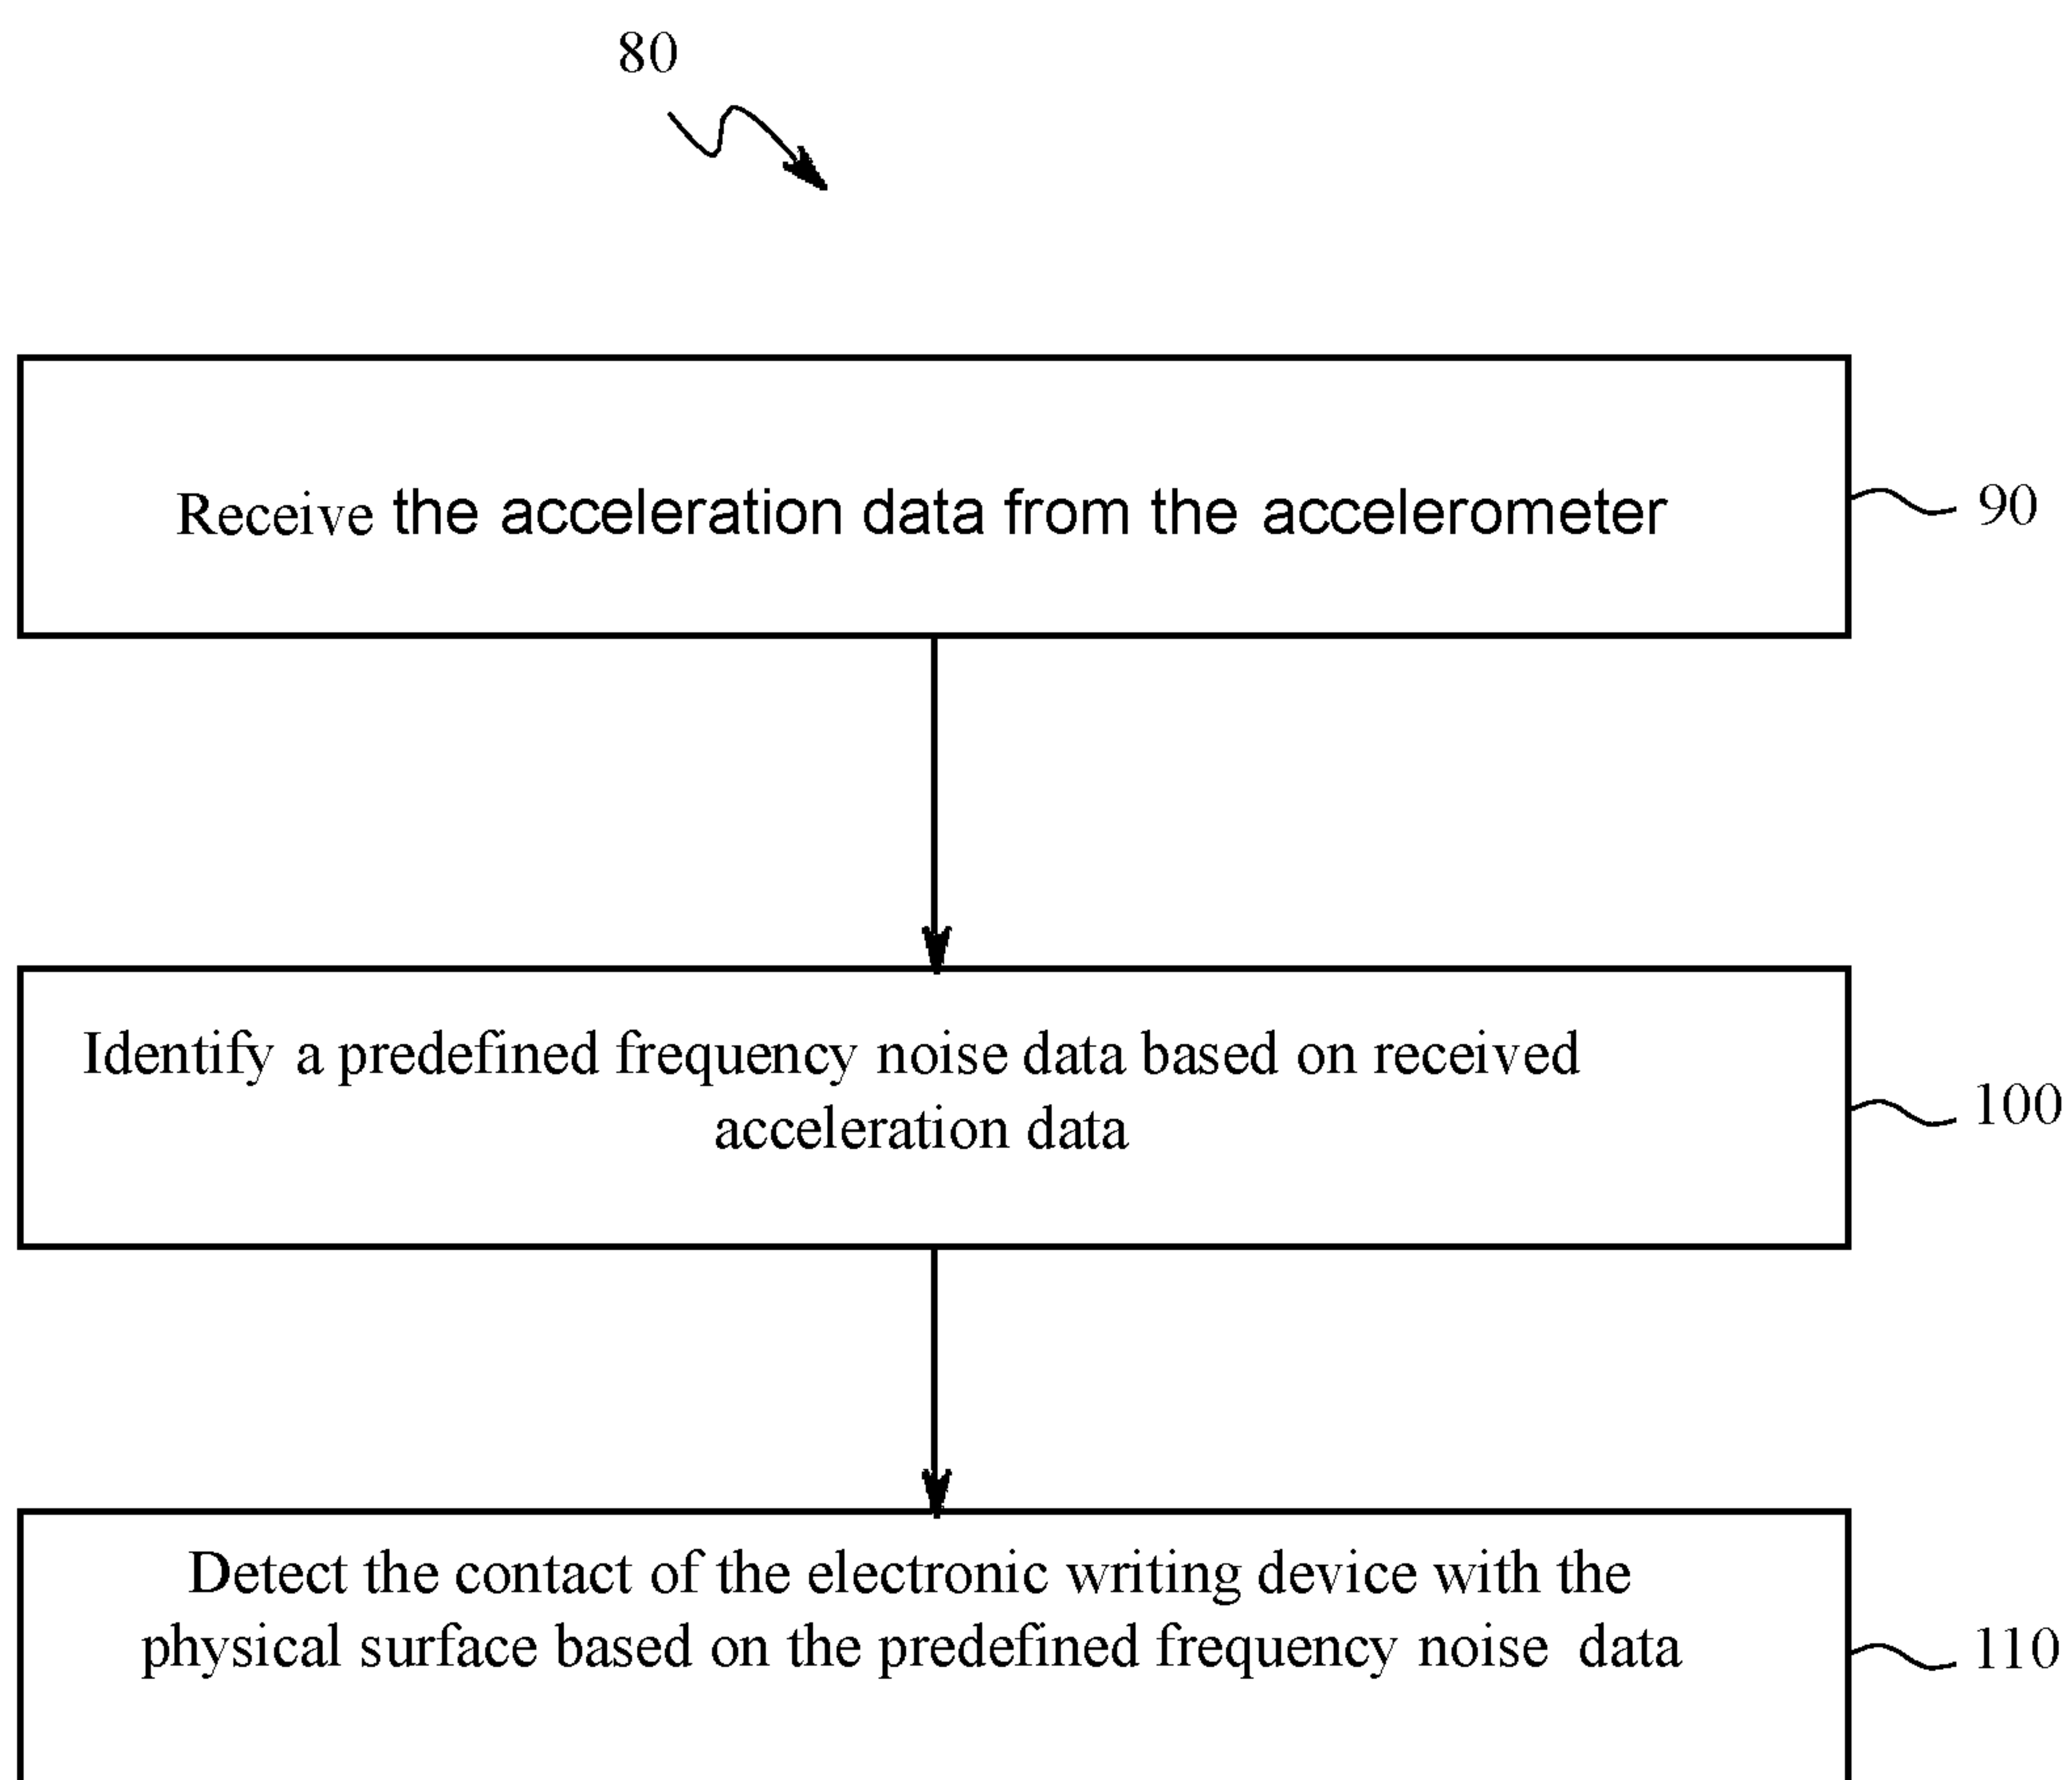 80
Receive the acceleration data from the accelerometer
90
Identify a predefined frequency noise data based on received
acceleration data
100
Detect the contact of the electronic writing device with the
physical surface based on the predefined frequency noise data
110